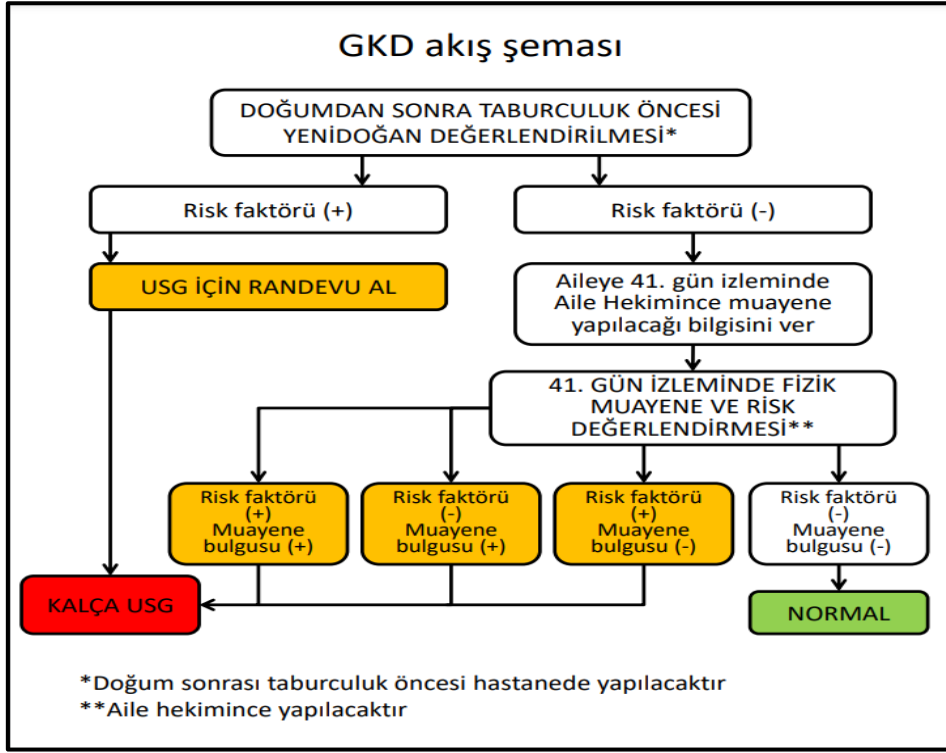 GKD akış şeması
DOĞUMDAN SONRA TABURCULUK ÖNCESİ
YENİDOĞAN DEĞERLENDİRİLMESİ*
Risk faktörü (+)
Risk faktörü (-)
USG İÇİN RANDEVU AL
Aileye 41. gün izleminde
Aile Hekimince muayene
yapılacağı bilgisini ver
41. GÜN İZLEMİNDE FİZİK
MUAYENE VE RİSK
DEĞERLENDİRMESİ**
Risk faktörü
(+)
Muayene
bulgusu (+)
Risk faktörü
(-)
Muayene
bulgusu (+)
Risk faktörü
(+)
Muayene
bulgusu (-)
Risk faktörü
(-)
Muayene
bulgusu (-)
KALÇA USG
NORMAL
*Doğum sonrası taburculuk öncesi hastanede yapılacaktır
**Aile hekimince yapılacaktır